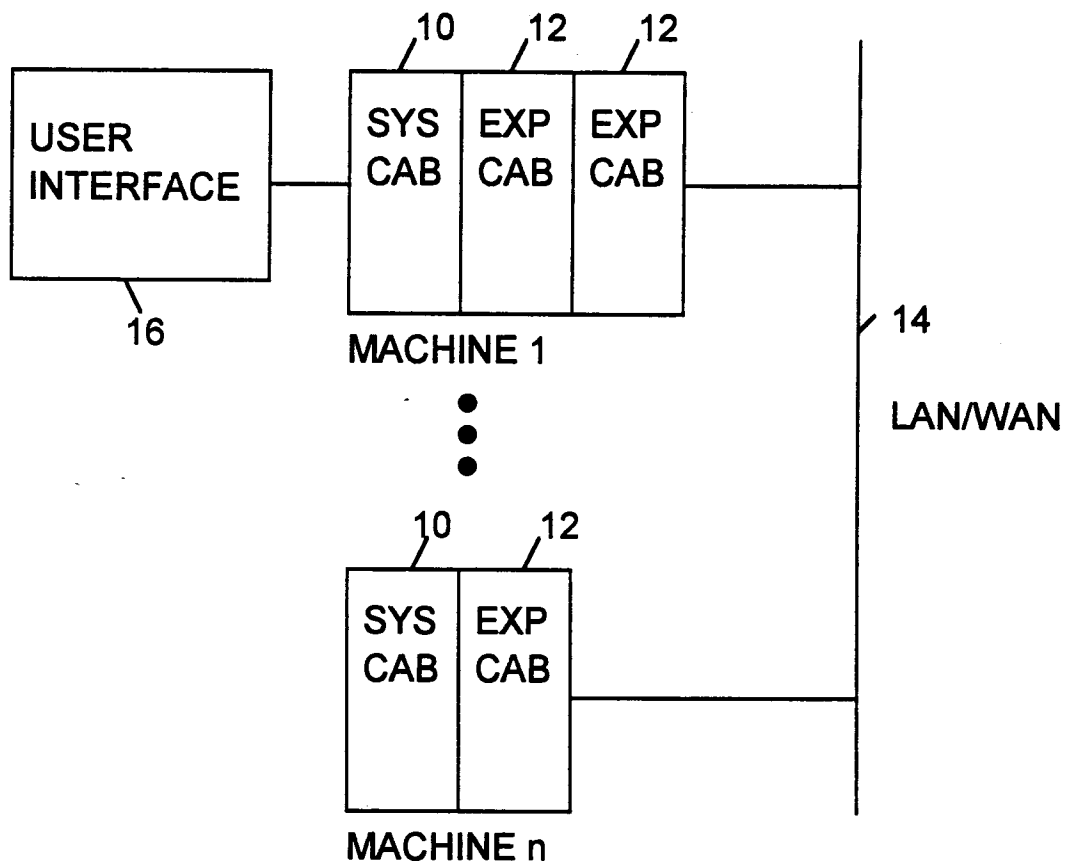 10
12
12
USER
INTERFACE
SYS
CAB
EXP
CAB
EXP
CAB
16
MACHINE 1
14
LAN/WAN
10
12
SYS
CAB
EXP
CAB
MACHINE n